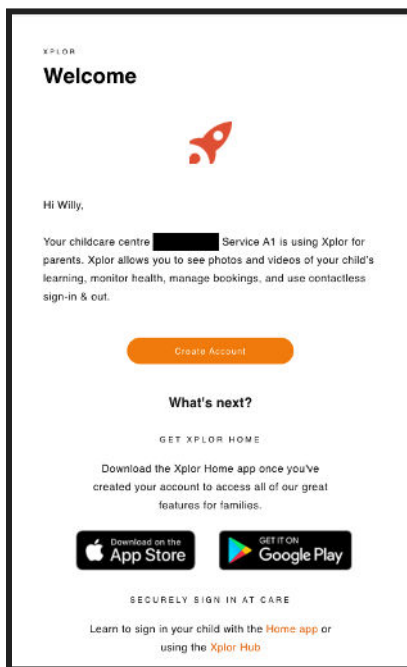 XPLOR
Welcome
Hi Willy,
Your childcare centre Service A1 is using Xplor for
parents. Xplor allows you to see photos and videos of your child's
learning, monitor health, manage bookings, and use contactless
sign-in & out.
Create Account
What's next?
GET XPLOR HOME
Download the Xplor Home app once you've
created your account to access all of our great
features for families.
Download on the
App Store
GET IT ON
Google Play
SECURELY SIGN IN AT CARE
Learn to sign in your child with the Home app or
using the Xplor Hub